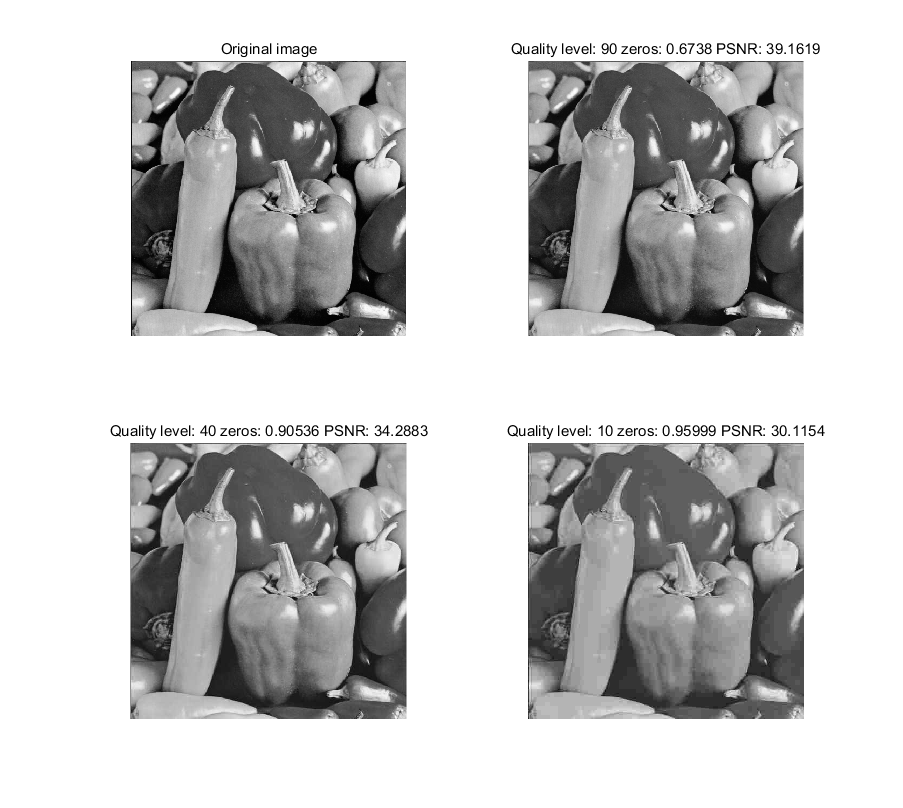 Original image
Quality level: 90 zeros: 0.6738 PSNR: 39.1619
Quality level: 40 zeros: 0.90536 PSNR: 34.2883
Quality level: 10 zeros: 0.95999 PSNR: 30.1154